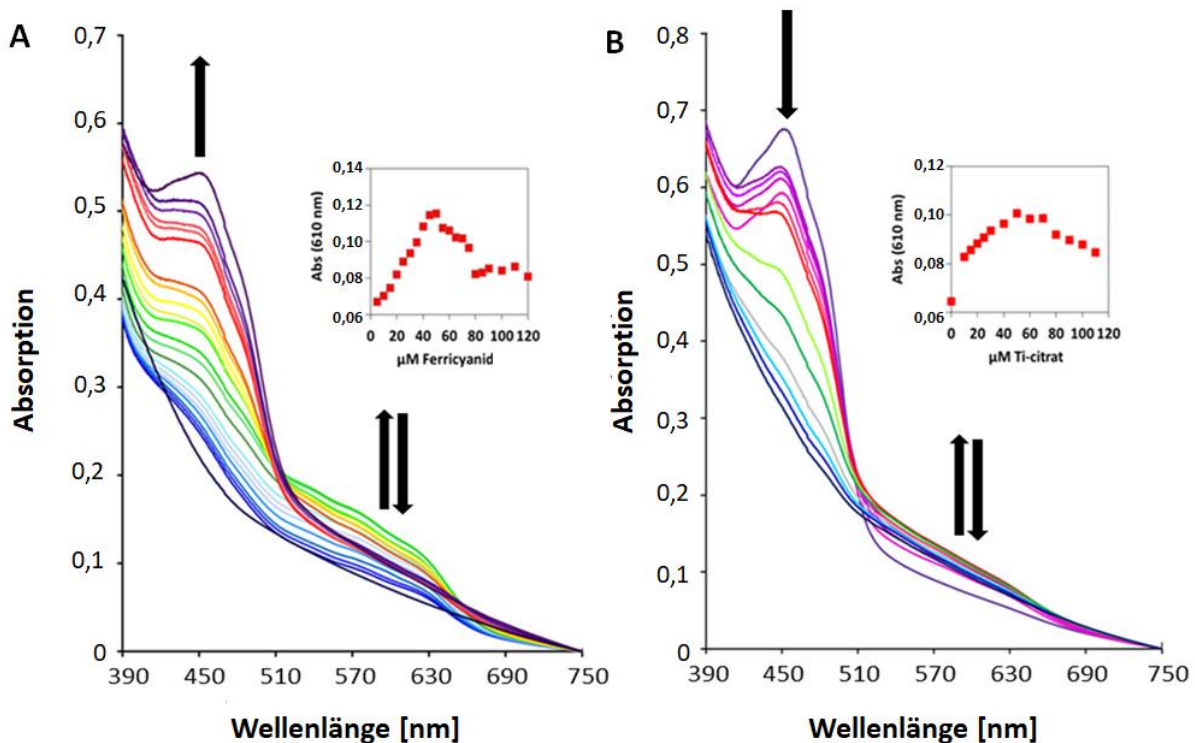 A
0,7
0,6
0,5
0,4
0,3
0,2
0,1
0
Absorption
390 450 510 570 630 690 750
Wellenlänge [nm]
0,14
0,12
0,10
0,08
0,06
Abs (610 nm)
0 20 40 60 80 100 120
µM Ferricyanid
B
0,8
0,7
0,6
0,5
0,4
0,3
0,2
0,1
0
Absorption
390 450 510 570 630 690 750
Wellenlänge [nm]
0,12
0,10
0,08
0,06
Abs (610 nm)
0 20 40 60 80 100 120
µM Ti-citrat